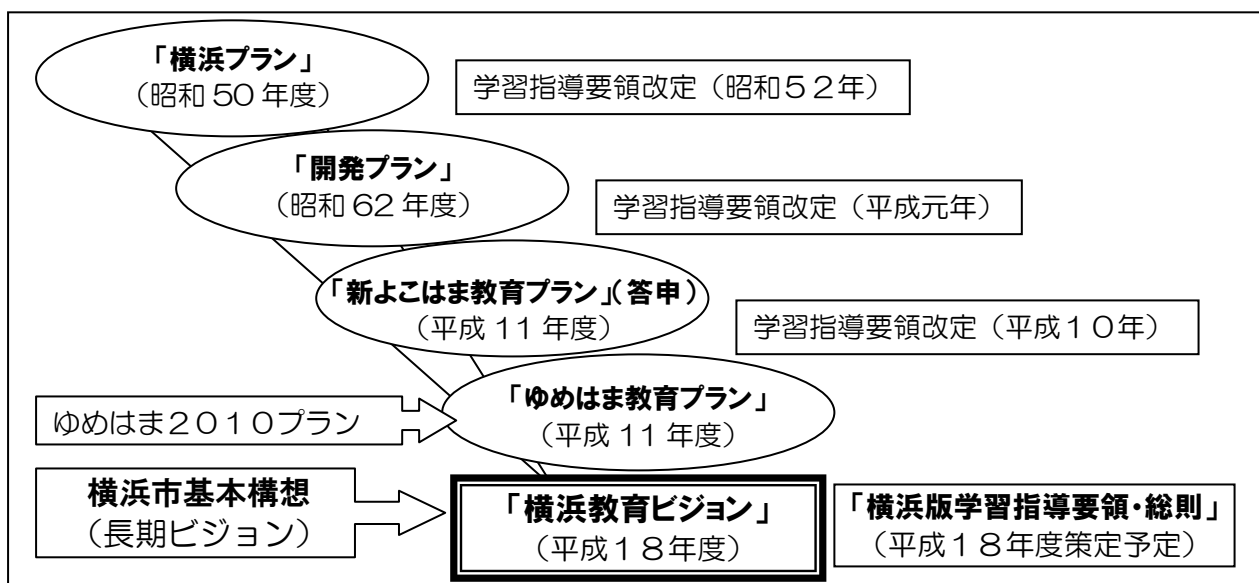 「横浜プラン」
（昭和 50 年度）
学習指導要領改定（昭和５２年）
「開発プラン」
（昭和 62 年度）
学習指導要領改定（平成元年）
「新よこはま教育プラン」（答申）
（平成 11 年度）
学習指導要領改定（平成１０年）
「ゆめはま教育プラン」
（平成 11 年度）
ゆめはま２０１０プラン
横浜市基本構想
（長期ビジョン）
「横浜教育ビジョン」
（平成１８年度）
「横浜版学習指導要領・総則」
（平成１８年度策定予定）